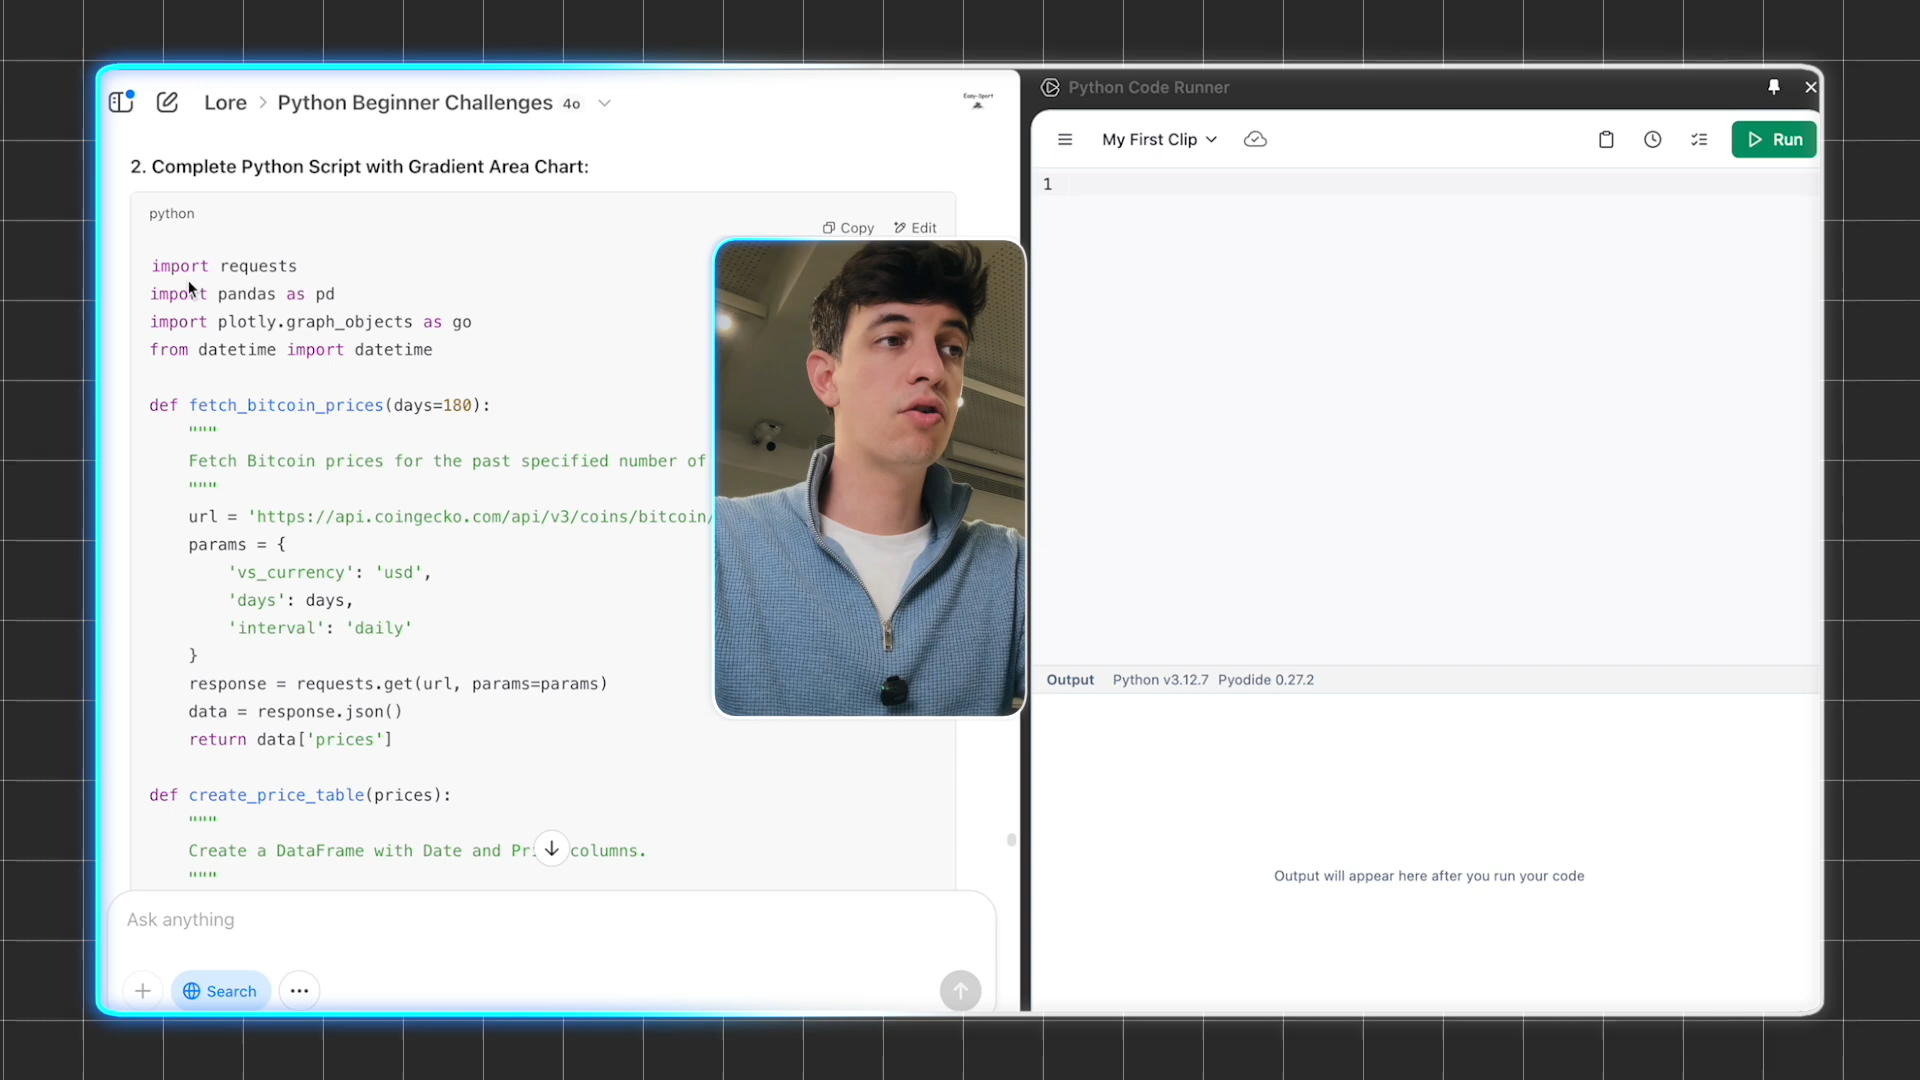 Lore > Python Beginner Challenges 4o
Easy-Sport
2. Complete Python Script with Gradient Area Chart:
python
Copy Edit
import requests
import pandas as pd
import plotly.graph_objects as go
from datetime import datetime
def fetch_bitcoin_prices(days=180):
"""
Fetch Bitcoin prices for the past specified number of
"""
url = 'https://api.coingecko.com/api/v3/coins/bitcoin/
params = {
'vs_currency': 'usd',
'days': days,
'interval': 'daily'
}
response = requests.get(url, params=params)
data = response.json()
return data['prices']
def create_price_table(prices):
"""
Create a DataFrame with Date and columns.
"""
Ask anything
Search
Python Code Runner
My First Clip
Run
1
Output Python v3.12.7 Pyodide 0.27.2
Output will appear here after you run your code